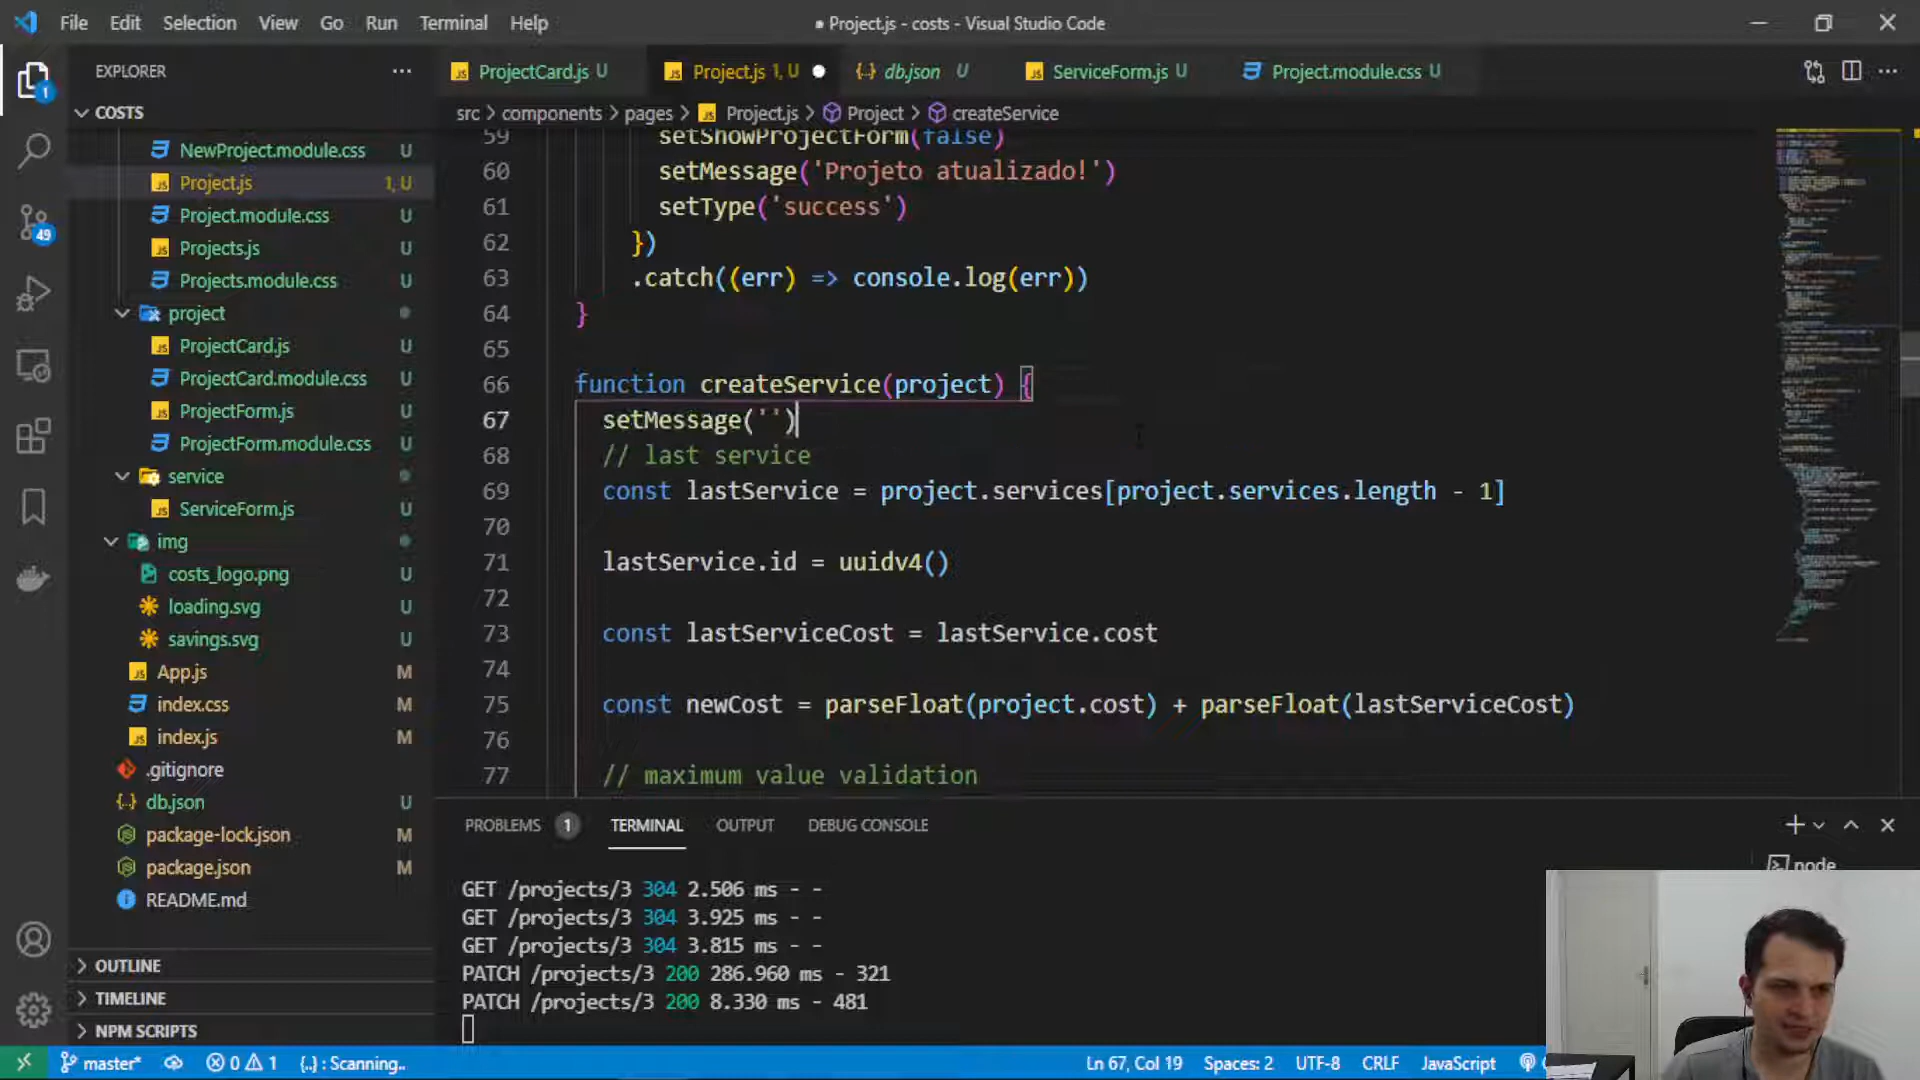 File Edit Selection View Go Run Terminal Help
● Project.js - costs - Visual Studio Code
EXPLORER
ProjectCard.js U
Project.js 1, U
db.json U
ServiceForm.js U
Project.module.css U
COSTS
src > components > pages > Project.js > Project > createService
NewProject.module.css U
Project.js 1, U
Project.module.css U
Projects.js U
Projects.module.css U
project
ProjectCard.js U
ProjectCard.module.css U
ProjectForm.js U
ProjectForm.module.css U
service
ServiceForm.js U
img
costs_logo.png U
loading.svg U
savings.svg U
App.js M
index.css M
index.js M
.gitignore
db.json U
package-lock.json M
package.json M
README.md
OUTLINE
TIMELINE
NPM SCRIPTS
1
49
59 setShowProjectForm(false)
60 setMessage('Projeto atualizado!')
61 setType('success')
62 })
63 .catch((err) => console.log(err))
64 }
65
66 function createService(project) {
67 setMessage('')
68 // last service
69 const lastService = project.services[project.services.length - 1]
70
71 lastService.id = uuidv4()
72
73 const lastServiceCost = lastService.cost
74
75 const newCost = parseFloat(project.cost) + parseFloat(lastServiceCost)
76
77 // maximum value validation
PROBLEMS 1 TERMINAL OUTPUT DEBUG CONSOLE
node
GET /projects/3 304 2.506 ms - -
GET /projects/3 304 3.925 ms - -
GET /projects/3 304 3.815 ms - -
PATCH /projects/3 200 286.960 ms - 321
PATCH /projects/3 200 8.330 ms - 481
master* 0 1 {..} : Scanning.. Ln 67, Col 19 Spaces: 2 UTF-8 CRLF JavaScript